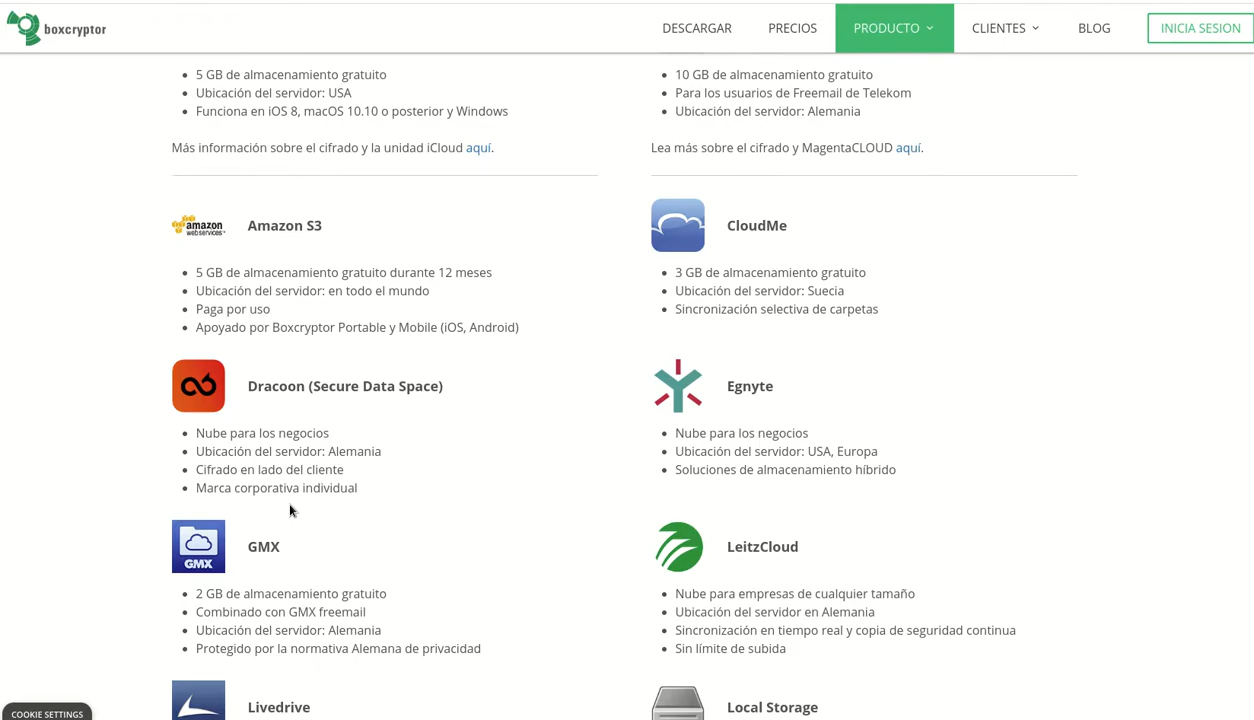 boxcryptor
DESCARGAR
PRECIOS
PRODUCTO
CLIENTES
BLOG
INICIA SESION
5 GB de almacenamiento gratuito
Ubicación del servidor: USA
Funciona en iOS 8, macOS 10.10 o posterior y Windows
Más información sobre el cifrado y la unidad iCloud aquí.
10 GB de almacenamiento gratuito
Para los usuarios de Freemail de Telekom
Ubicación del servidor: Alemania
Lea más sobre el cifrado y MagentaCLOUD aquí.
amazon
webservices
Amazon S3
5 GB de almacenamiento gratuito durante 12 meses
Ubicación del servidor: en todo el mundo
Paga por uso
Apoyado por Boxcryptor Portable y Mobile (iOS, Android)
CloudMe
3 GB de almacenamiento gratuito
Ubicación del servidor: Suecia
Sincronización selectiva de carpetas
Dracoon (Secure Data Space)
Nube para los negocios
Ubicación del servidor: Alemania
Cifrado en lado del cliente
Marca corporativa individual
Egnyte
Nube para los negocios
Ubicación del servidor: USA, Europa
Soluciones de almacenamiento híbrido
GMX
GMX
2 GB de almacenamiento gratuito
Combinado con GMX freemail
Ubicación del servidor: Alemania
Protegido por la normativa Alemana de privacidad
LeitzCloud
Nube para empresas de cualquier tamaño
Ubicación del servidor en Alemania
Sincronización en tiempo real y copia de seguridad continua
Sin límite de subida
Livedrive
Local Storage
COOKIE SETTINGS